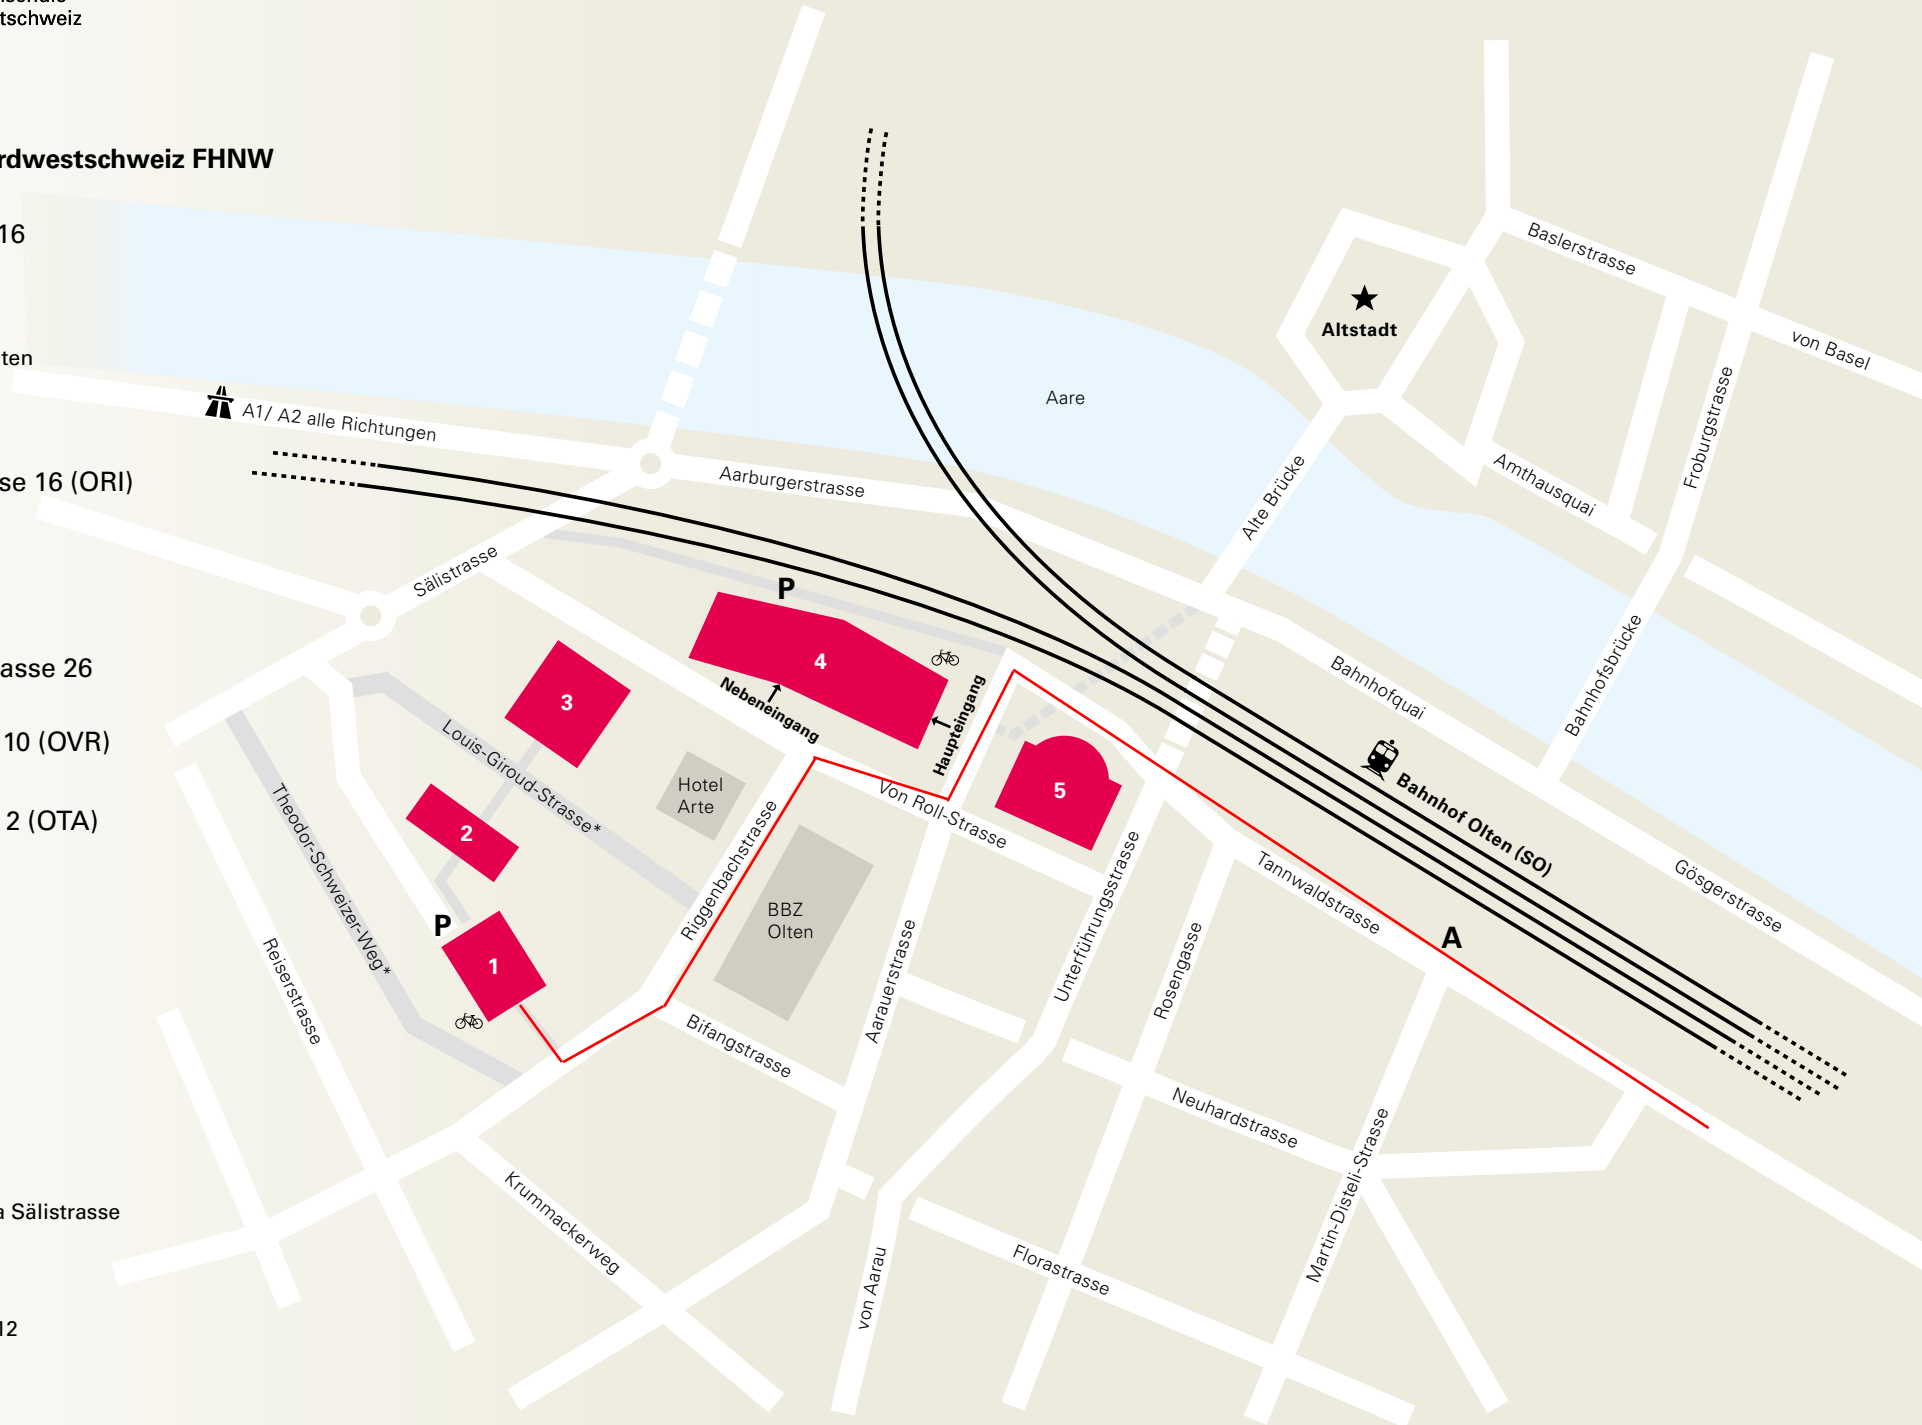 tschweiz
rdwestschweiz FHNW
16
ten
se 16 (ORI)
asse 26
10 (OVR)
2 (OTA)
a Sälistrasse
12
A1/ A2 alle Richtungen
Aarburgerstrasse
Aare
Altstadt
Baslerstrasse
von Basel
Froburgstrasse
Amthausquai
Alte Brücke
Bahnhofsbrücke
Bahnhofquai
Bahnhof Olten (SO)
Gösgerstrasse
Sälistrasse
P
4
Nebeneingang
Haupteingang
3
Louis-Giroud-Strasse*
Hotel
Arte
Von Roll-Strasse
5
2
Theodor-Schweizer-Weg*
Riggenbachstrasse
BBZ
Olten
P
1
Reiserstrasse
Bifangstrasse
Aarauerstrasse
Unterführungsstrasse
Rosengasse
Tannwaldstrasse
A
Neuhardstrasse
Martin-Disteli-Strasse
Krummackerweg
von Aarau
Florastrasse